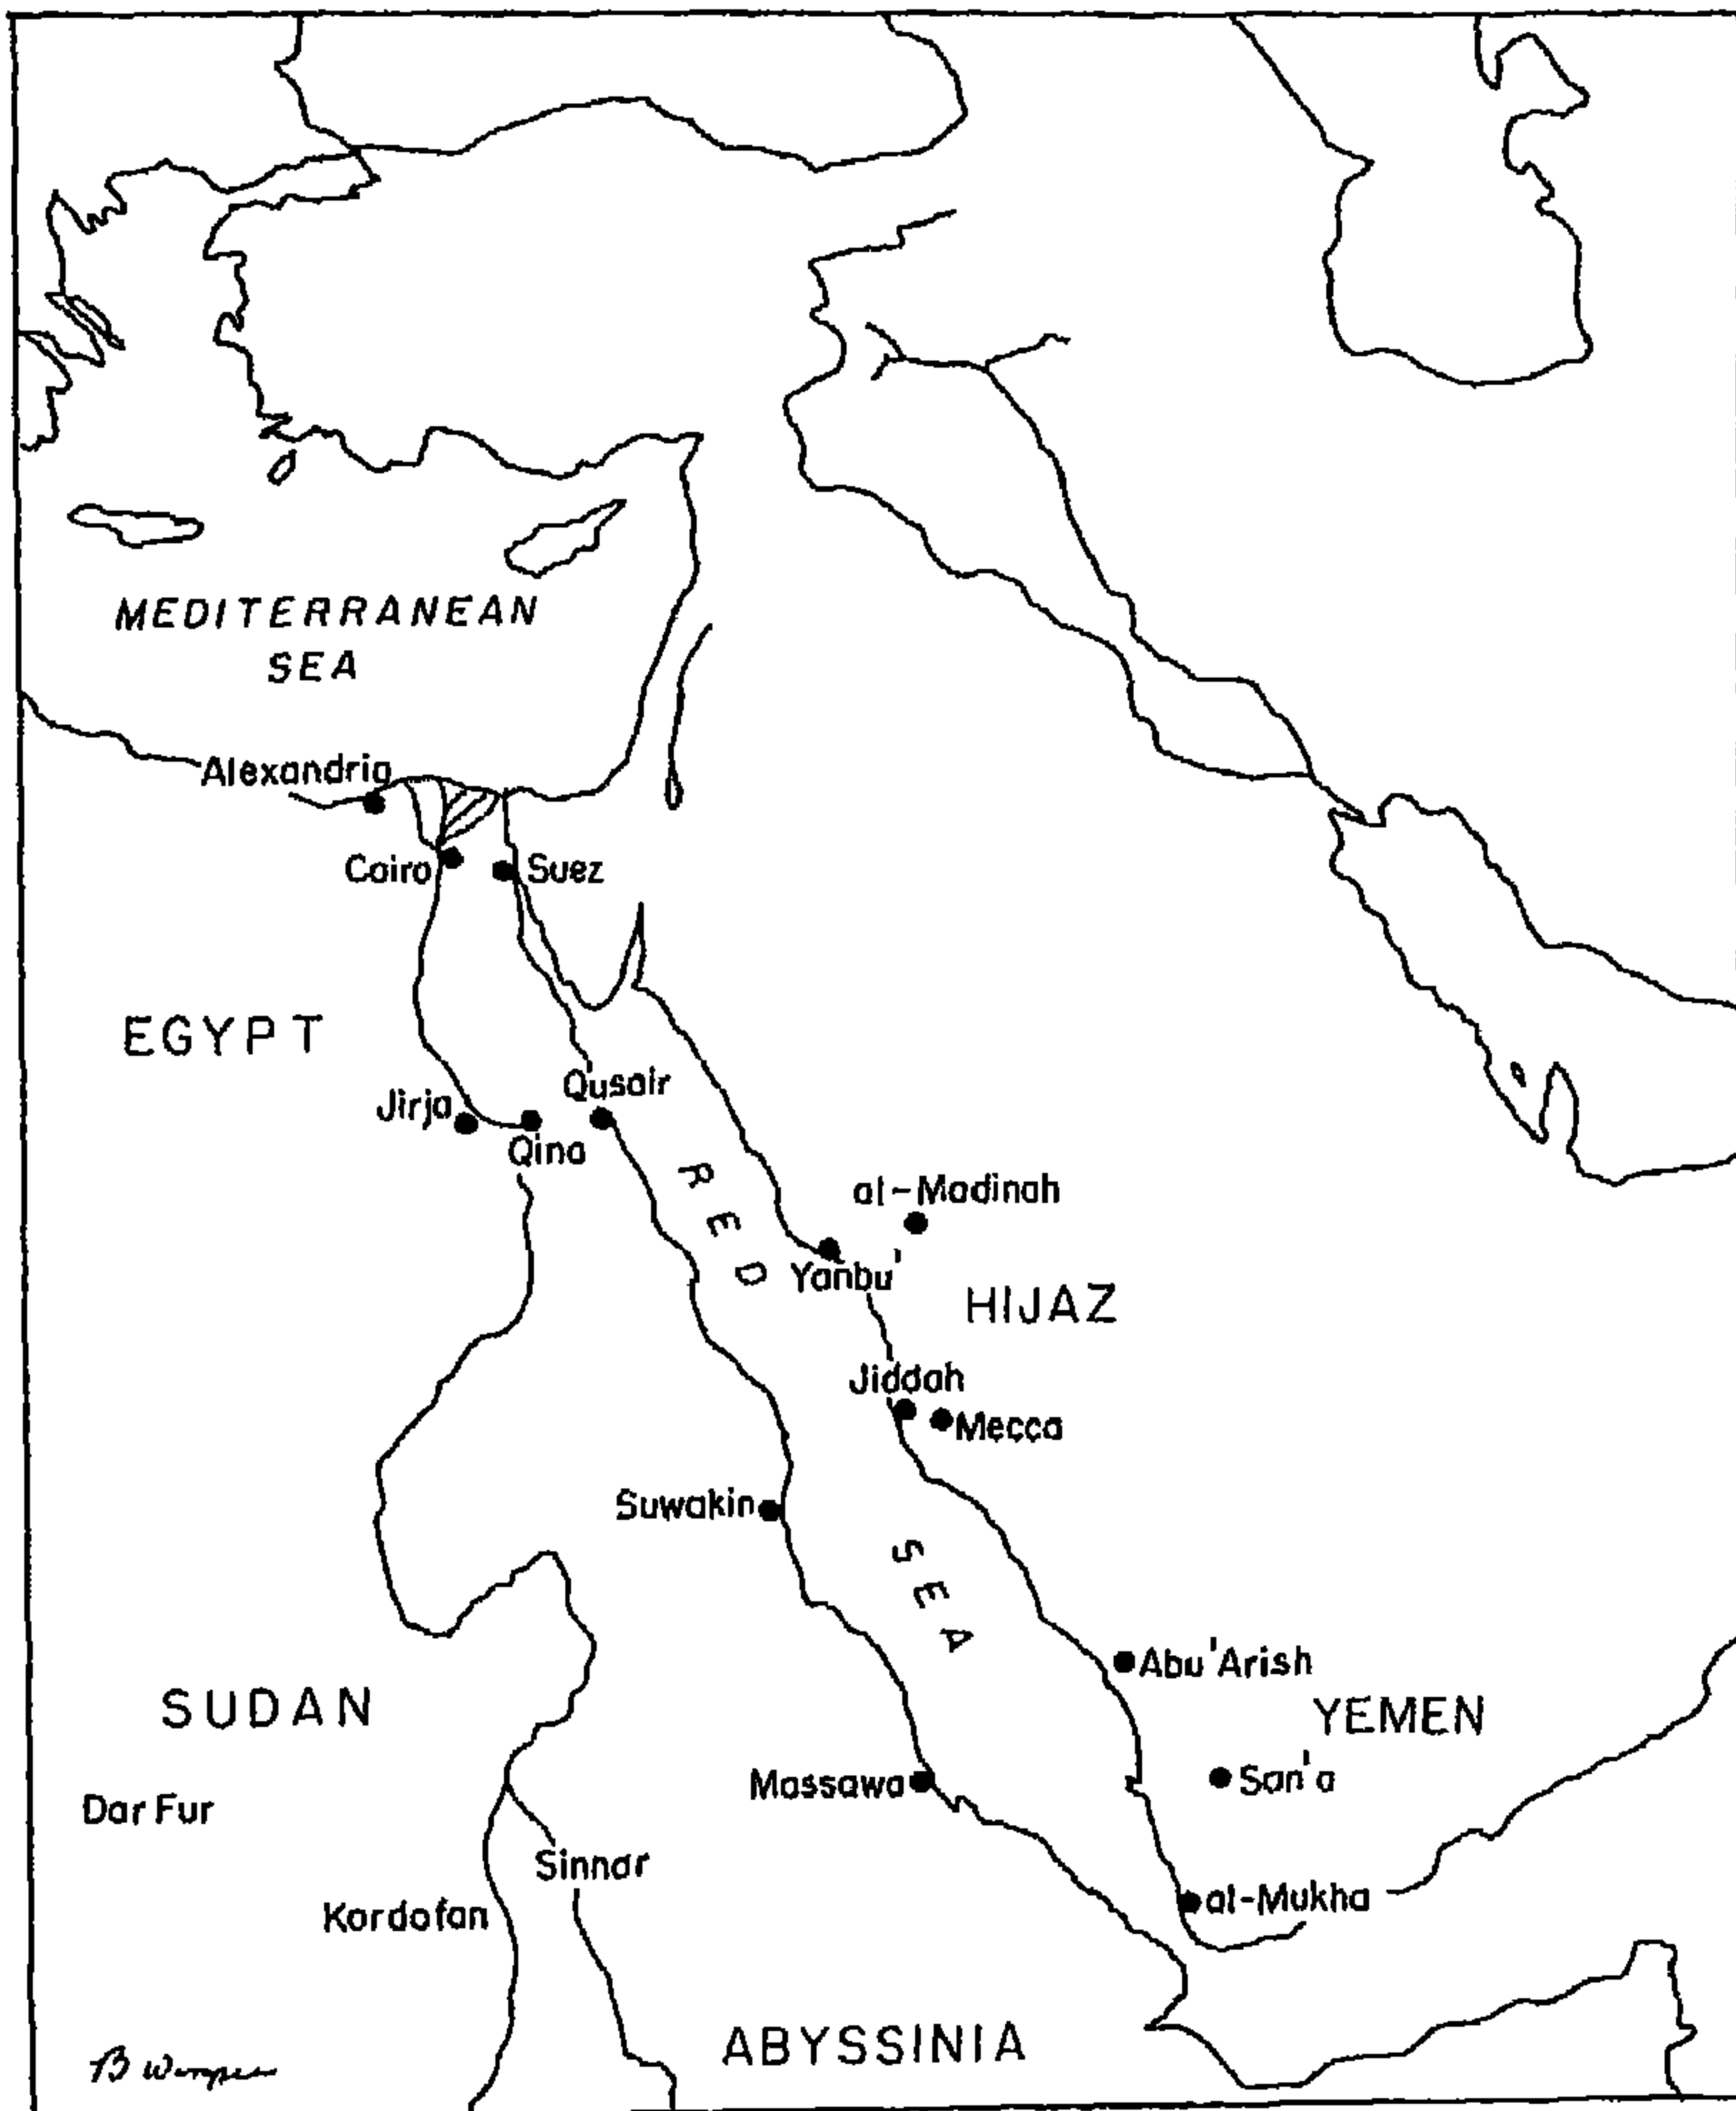 MEDITERRANEAN
SEA
Alexandria
Cairo
Suez
EGYPT
Qusair
Jirja
Qina
RED
al-Madinah
Yanbu'
HIJAZ
Jiddah
Mecca
Suwakin
SEA
Abu 'Arish
SUDAN
YEMEN
Massawa
San'a
Dar Fur
Sinnar
al-Mukha
Kordofan
ABYSSINIA